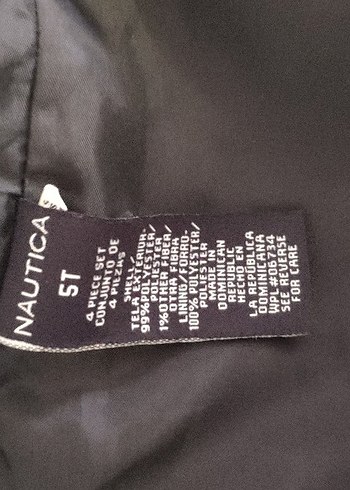 NAUTICA
5T
4 PIECE SET
CONJUNTO DE
4 PIEZAS
SHELL/
TELA EXTERIOR:
99%POLYESTER/
POLIESTER
1%OTHER FIBER/
OTRA FIBRA
LINING/FORRO:
100% POLYESTER/
POLIESTER
MADE IN
DOMINICAN
REPUBLIC
HECHO EN
LA REPÚBLICA
DOMINICANA
WPL #06734
SEE REVERSE
FOR CARE